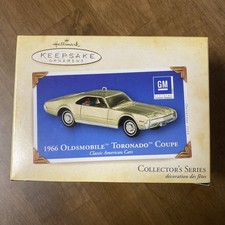 Hallmark
KEEPSAKE
ORNAMENT
GM
1966 OLDSMOBILE™ TORONADO™ COUPE
Classic American Cars
COLLECTOR'S SERIES
décoration des fêtes